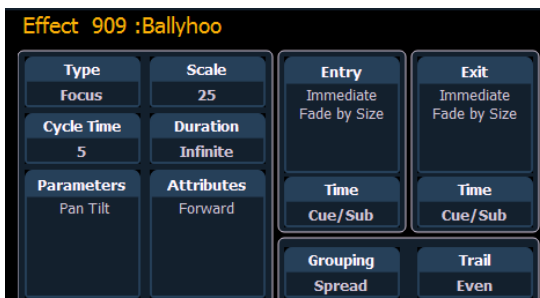 Effect 909 :Ballyhoo
Type
Focus
Scale
25
Cycle Time
5
Duration
Infinite
Parameters
Pan Tilt
Attributes
Forward
Entry
Immediate
Fade by Size
Time
Cue/Sub
Exit
Immediate
Fade by Size
Time
Cue/Sub
Grouping
Spread
Trail
Even